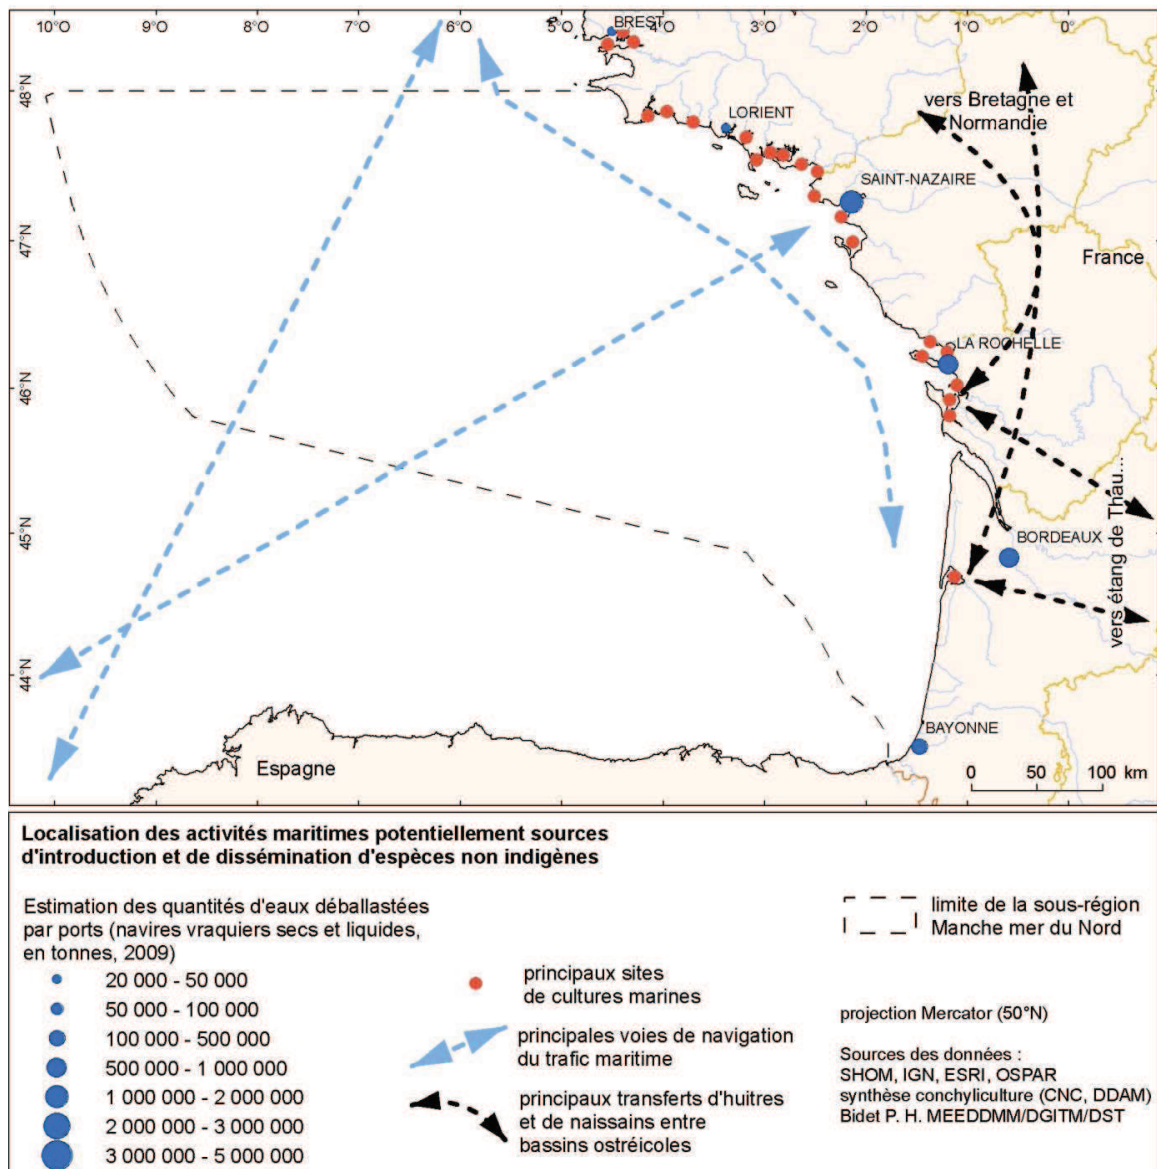 10°O 9°O 8°O 7°O 6°O 5°O 4°O 3°O 2°O 1°O 0°
BREST
48°N
vers Bretagne et
Normandie
LORIENT
SAINT-NAZAIRE
47°N
France
LA ROCHELLE
46°N
45°N
BORDEAUX
vers étang de Thau...
44°N
BAYONNE
Espagne
0 50 100 km
Localisation des activités maritimes potentiellement sources
d'introduction et de dissémination d'espèces non indigènes
Estimation des quantités d'eaux déballastées
par ports (navires vraquiers secs et liquides,
en tonnes, 2009)
20 000 - 50 000
50 000 - 100 000
100 000 - 500 000
500 000 - 1 000 000
1 000 000 - 2 000 000
2 000 000 - 3 000 000
3 000 000 - 5 000 000
principaux sites
de cultures marines
principales voies de navigation
du trafic maritime
principaux transferts d'huitres
et de naissains entre
bassins ostréicoles
limite de la sous-région
Manche mer du Nord
projection Mercator (50°N)
Sources des données :
SHOM, IGN, ESRI, OSPAR
synthèse conchyliculture (CNC, DDAM)
Bidet P. H. MEEDDMM/DGITM/DST